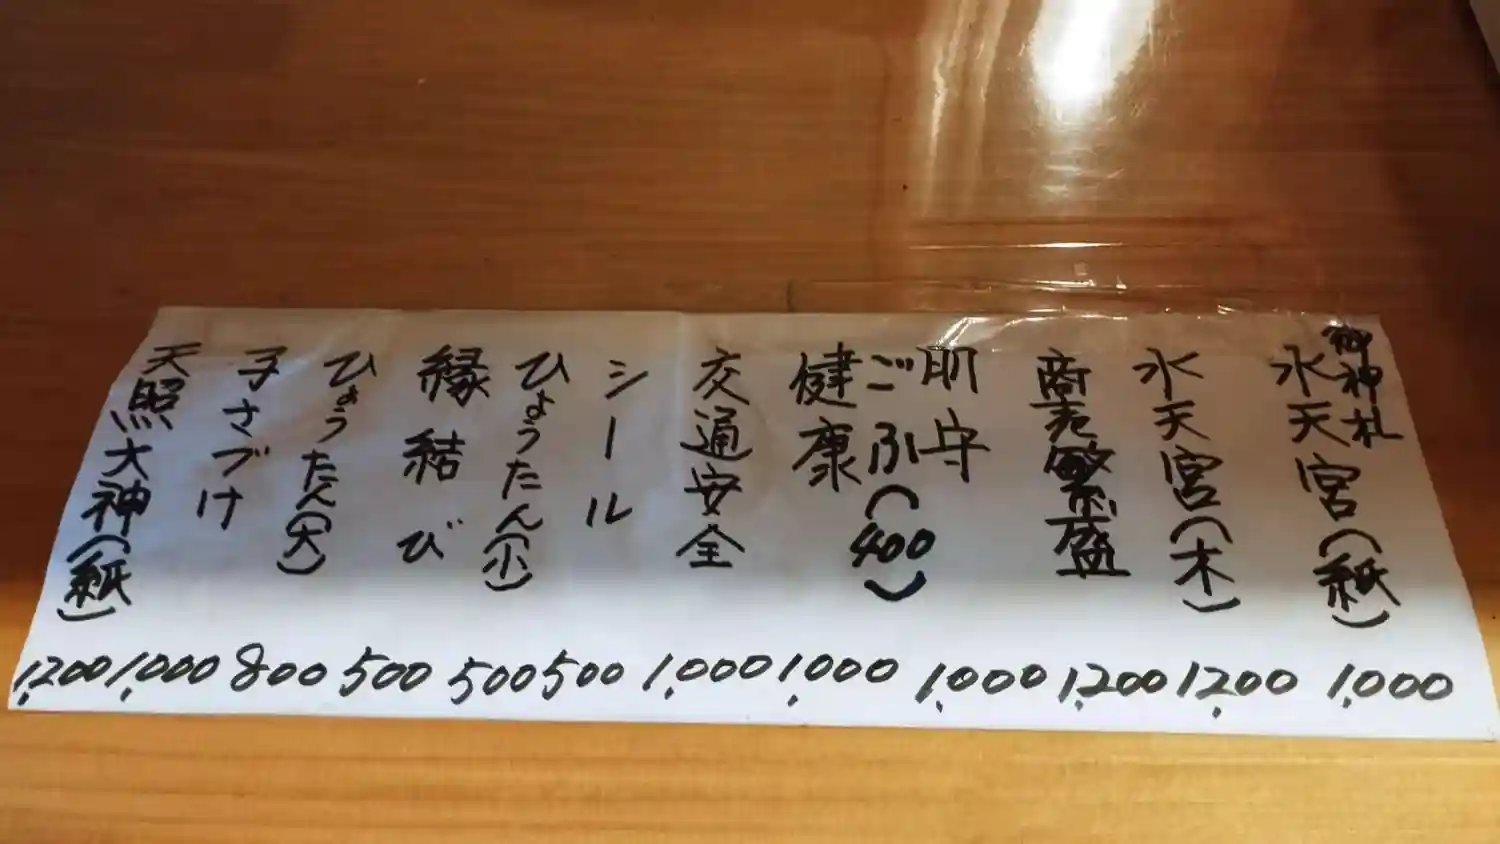 御神札
水天宮(紙)
水天宮(木)
商売繁盛
肌守
ごふ(400)
健康
交通安全
シール
ひょうたん(小)
縁結び
ひょうたん(大)
子さづけ
天照大神(紙)
1,000
1,200
1,200
1,000
1,000
1,000
500
500
500
800
1,000
1,200